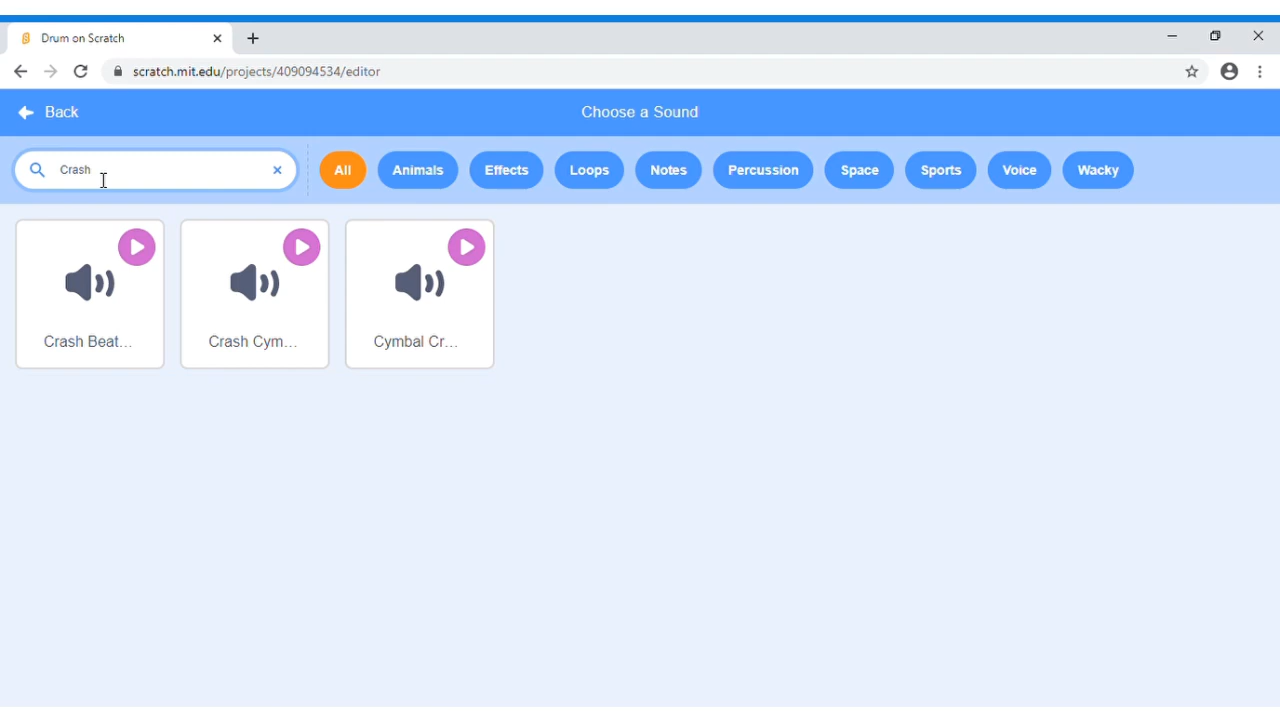 Drum on Scratch
scratch.mit.edu/projects/409094534/editor
Back
Choose a Sound
Crash
All
Animals
Effects
Loops
Notes
Percussion
Space
Sports
Voice
Wacky
Crash Beat...
Crash Cym...
Cymbal Cr...